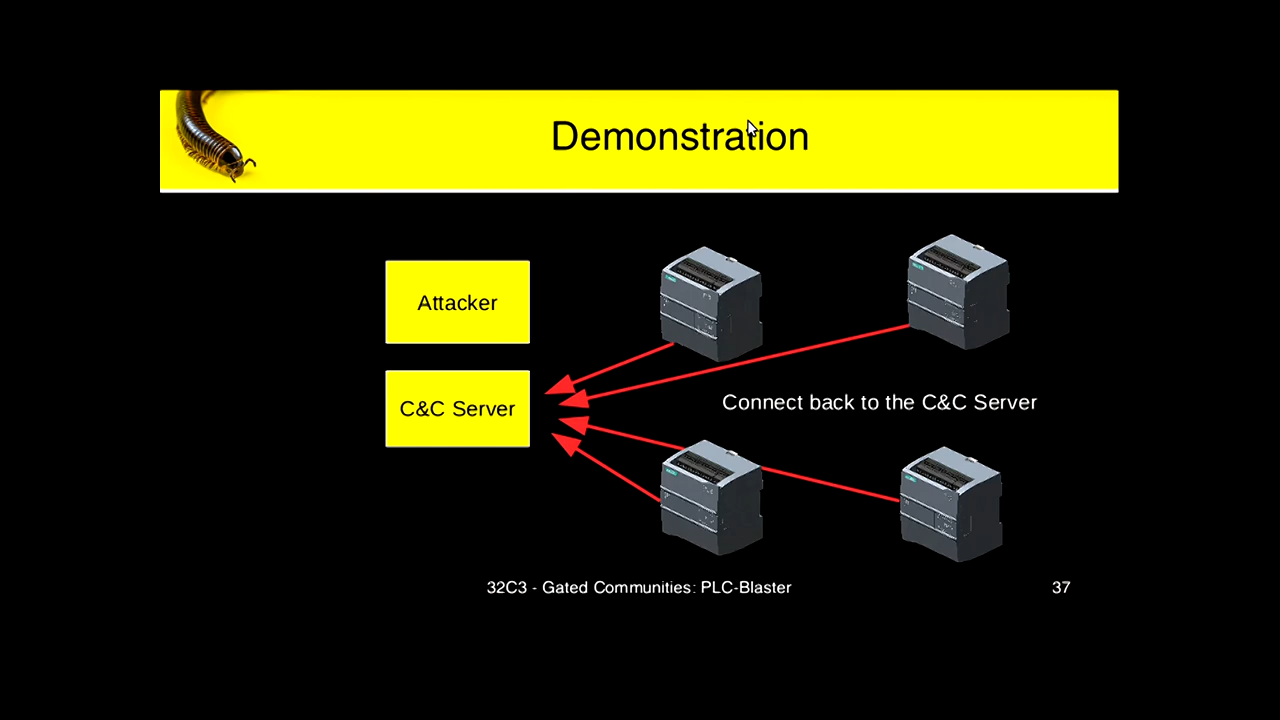 Demonstration
Attacker
C&C Server
Connect back to the C&C Server
32C3 - Gated Communities: PLC-Blaster
37